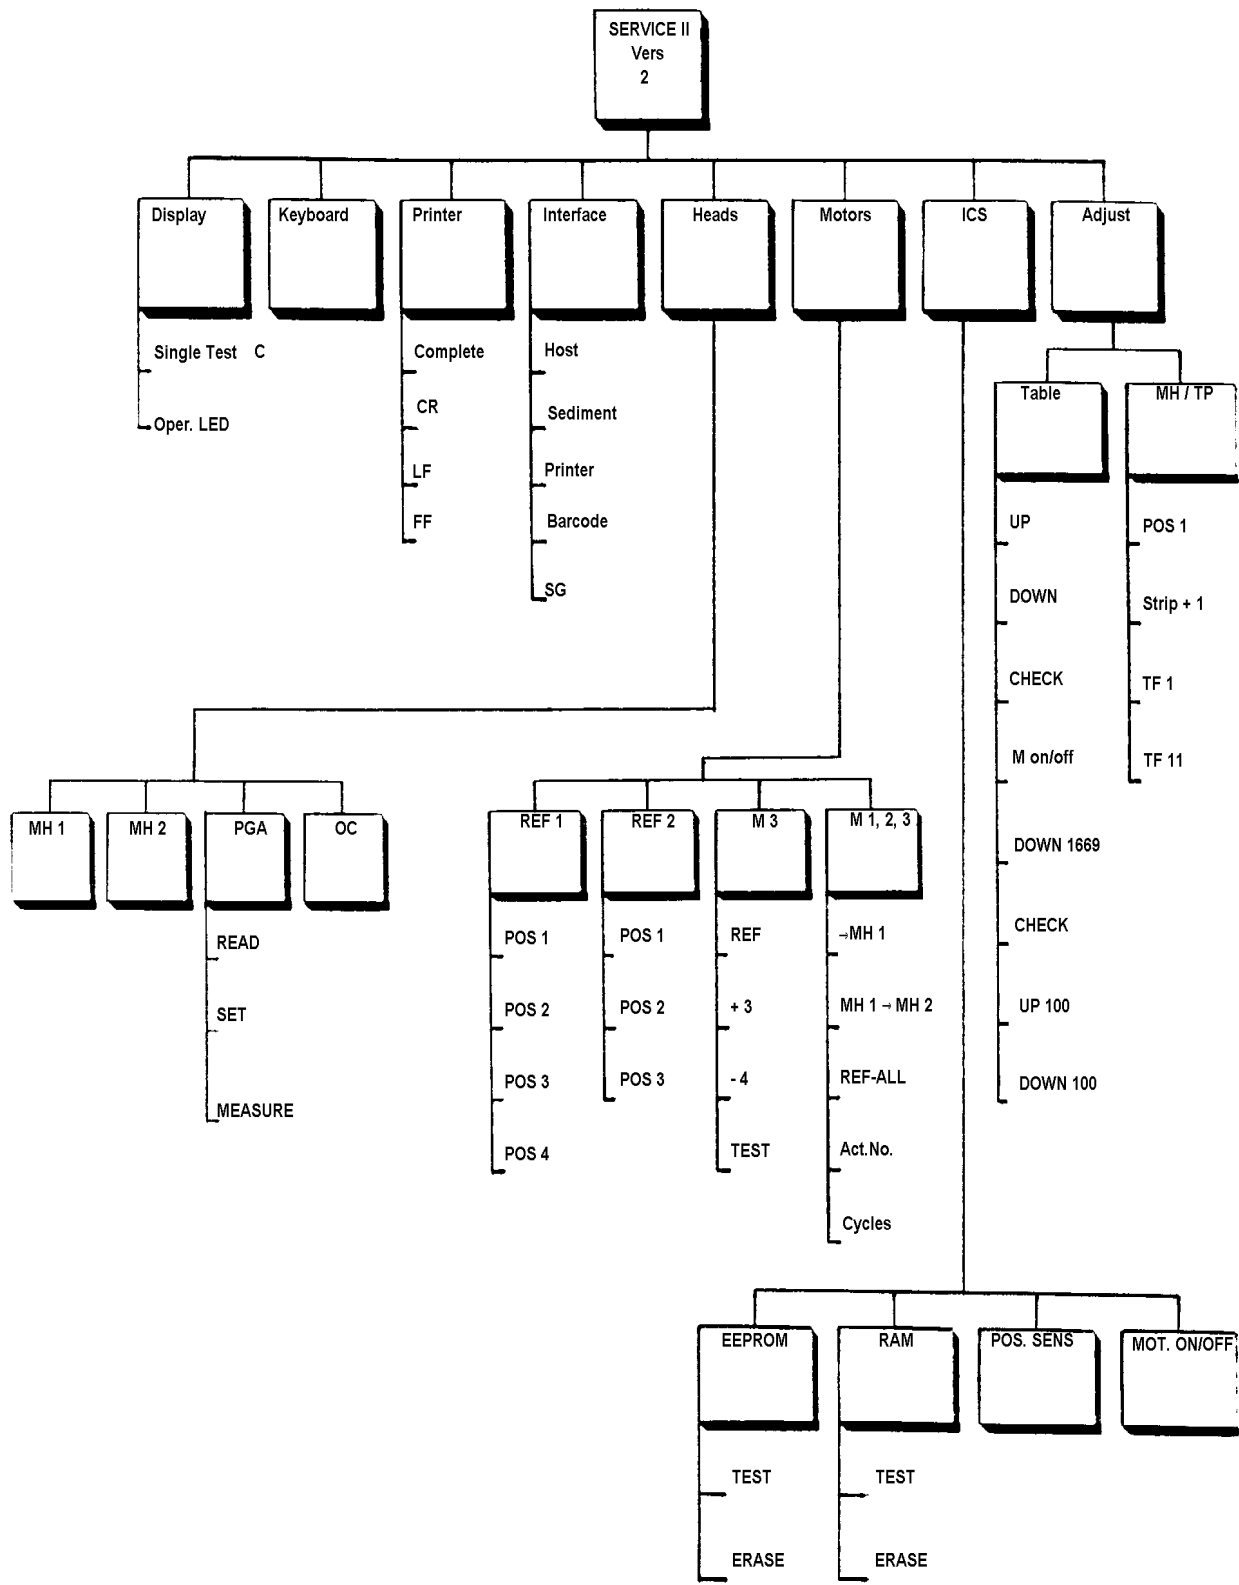 SERVICE II
Vers
2
Display
Keyboard
Printer
Interface
Heads
Motors
ICS
Adjust
Single Test C
Oper. LED
Complete
CR
LF
FF
Host
Sediment
Printer
Barcode
SG
Table
MH / TP
UP
DOWN
CHECK
M on/off
DOWN 1669
CHECK
UP 100
DOWN 100
POS 1
Strip + 1
TF 1
TF 11
MH 1
MH 2
PGA
OC
READ
SET
MEASURE
REF 1
REF 2
M 3
M 1, 2, 3
POS 1
POS 2
POS 3
POS 4
POS 1
POS 2
POS 3
REF
+ 3
- 4
TEST
→MH 1
MH 1 → MH 2
REF-ALL
Act.No.
Cycles
EEPROM
RAM
POS. SENS
MOT. ON/OFF
TEST
ERASE
TEST
ERASE